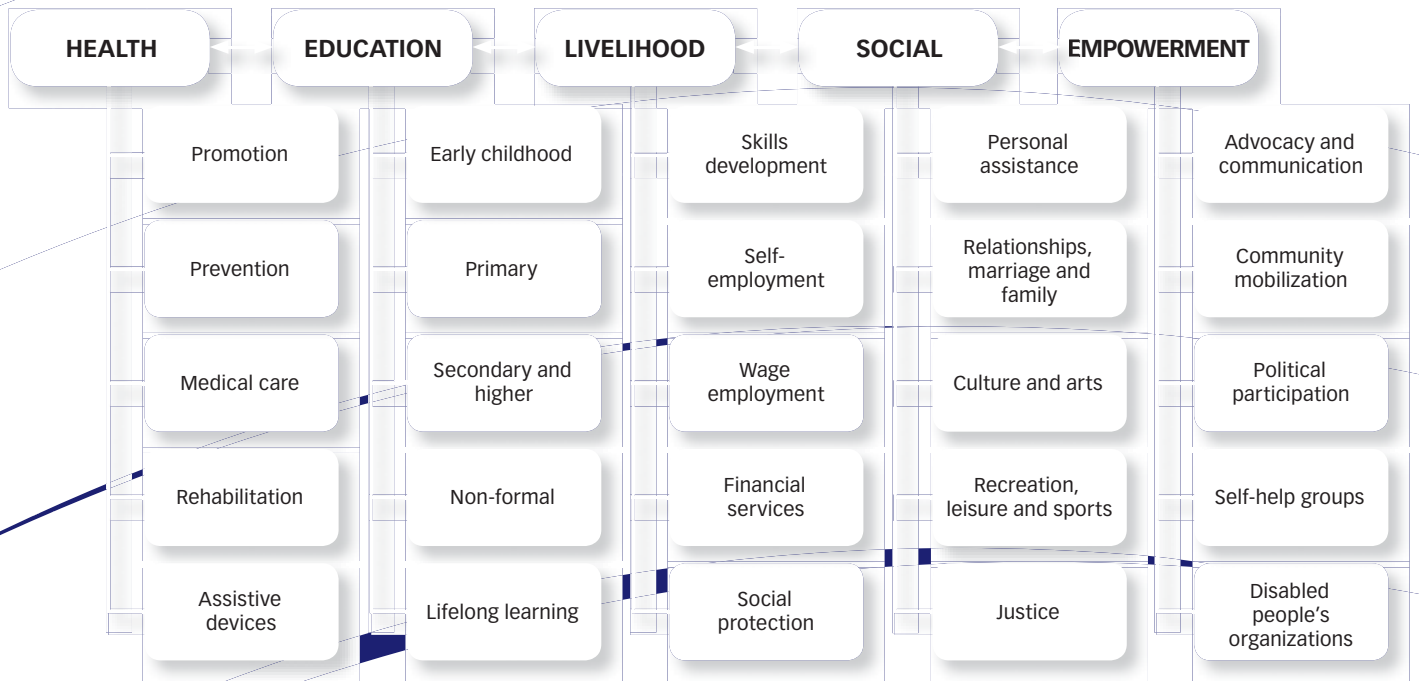 HEALTH
EDUCATION
LIVELIHOOD
SOCIAL
EMPOWERMENT
Promotion
Prevention
Medical care
Rehabilitation
Assistive
devices
Early childhood
Primary
Secondary and
higher
Non-formal
Lifelong learning
Skills
development
Self-
employment
Wage
employment
Financial
services
Social
protection
Personal
assistance
Relationships,
marriage and
family
Culture and arts
Recreation,
leisure and sports
Justice
Advocacy and
communication
Community
mobilization
Political
participation
Self-help groups
Disabled
people’s
organizations